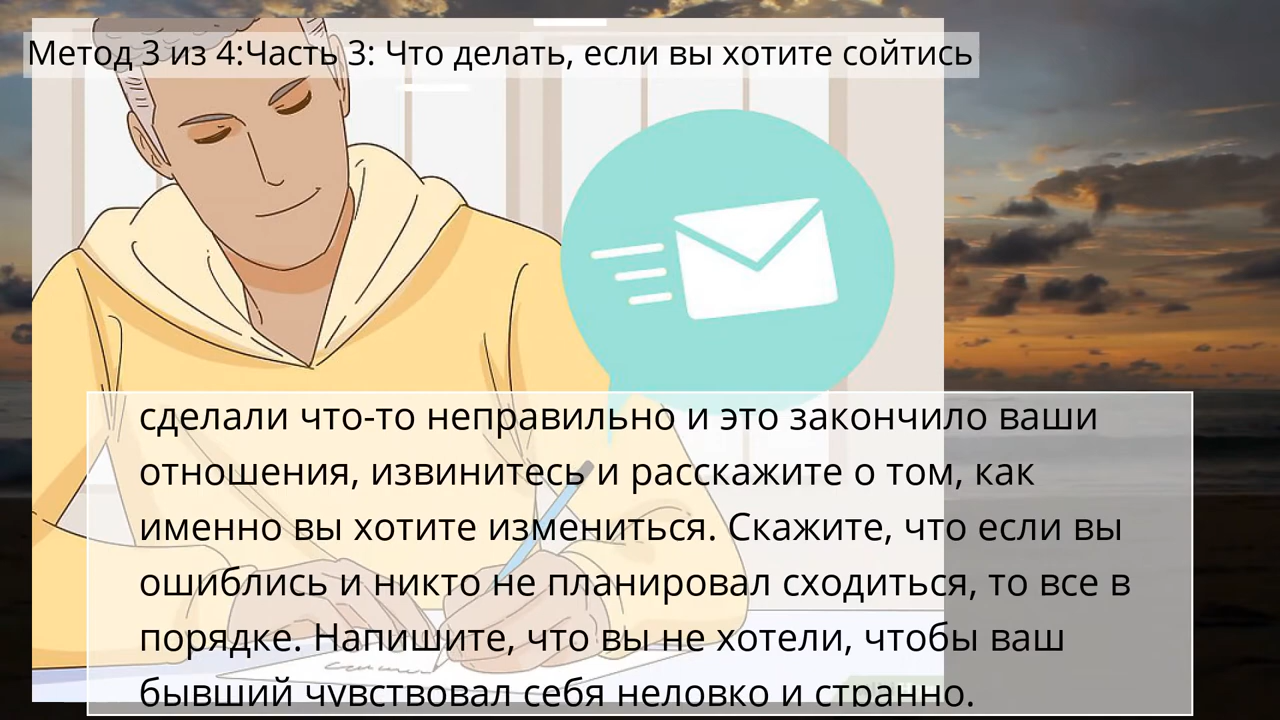 Метод 3 из 4:Часть 3: Что делать, если вы хотите сойтись
сделали что-то неправильно и это закончило ваши
отношения, извинитесь и расскажите о том, как
именно вы хотите измениться. Скажите, что если вы
ошиблись и никто не планировал сходиться, то все в
порядке. Напишите, что вы не хотели, чтобы ваш
бывший чувствовал себя неловко и странно.